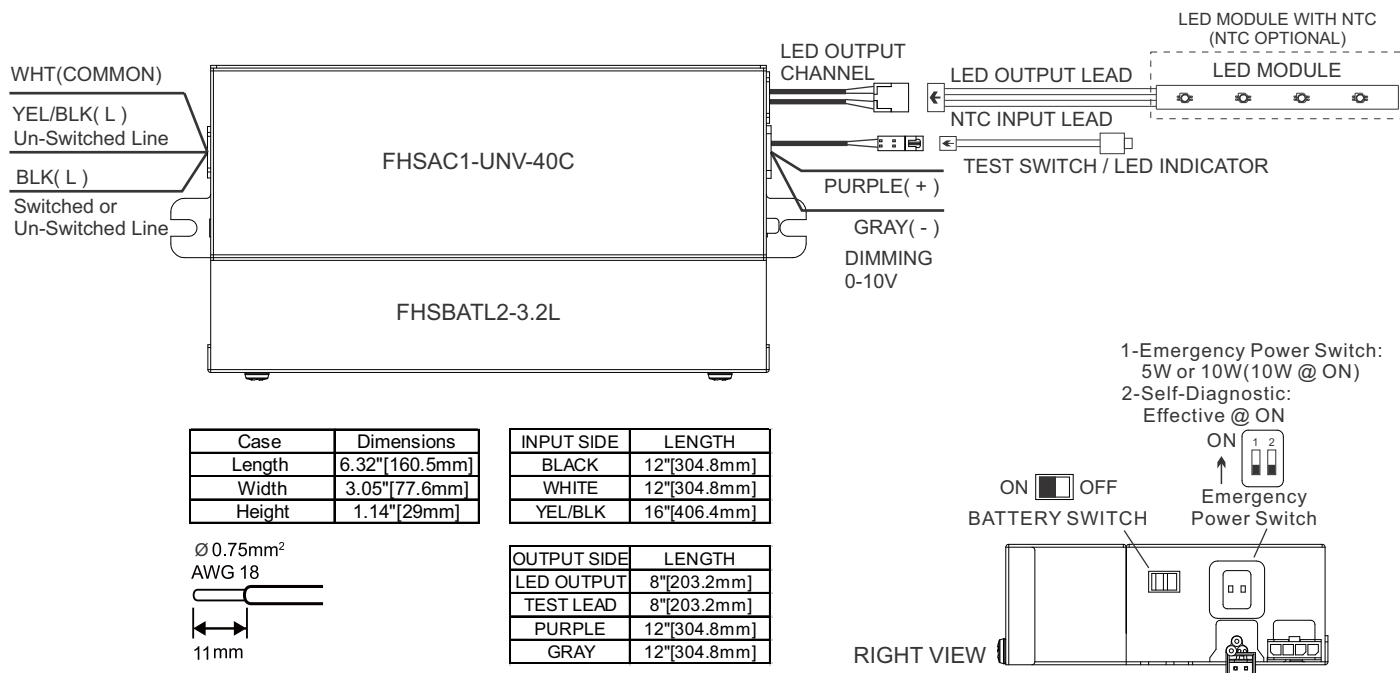 WHT(COMMON)
YEL/BLK( L )
Un-Switched Line
BLK( L )
Switched or
Un-Switched Line
FHSAC1-UNV-40C
FHSBATL2-3.2L
LED OUTPUT
CHANNEL
LED OUTPUT LEAD
NTC INPUT LEAD
TEST SWITCH / LED INDICATOR
LED MODULE WITH NTC
(NTC OPTIONAL)
LED MODULE
PURPLE( + )
GRAY( - )
DIMMING
0-10V
Case Dimensions
Length 6.32"[160.5mm]
Width 3.05"[77.6mm]
Height 1.14"[29mm]
Ø 0.75mm²
AWG 18
11mm
INPUT SIDE LENGTH
BLACK 12"[304.8mm]
WHITE 12"[304.8mm]
YEL/BLK 16"[406.4mm]
OUTPUT SIDE LENGTH
LED OUTPUT 8"[203.2mm]
TEST LEAD 8"[203.2mm]
PURPLE 12"[304.8mm]
GRAY 12"[304.8mm]
1-Emergency Power Switch:
5W or 10W(10W @ ON)
2-Self-Diagnostic:
Effective @ ON
ON 1 2
Emergency
Power Switch
ON OFF
BATTERY SWITCH
RIGHT VIEW